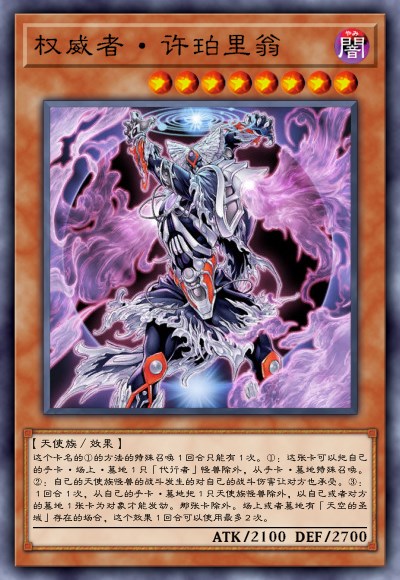 权威者·许珀里翁
やみ
闇
【天使族/效果】
这个卡名的①的方法的特殊召唤1回合只能有1次。①：这张卡可以把自己
的手卡·场上·墓地1只「代行者」怪兽除外，从手卡·墓地特殊召唤。
②：自己的天使族怪兽的战斗发生的对自己的战斗伤害让对方也承受。③：
1回合1次，从自己的手卡·墓地把1只天使族怪兽除外，以自己或者对方
的墓地1张卡为对象才能发动。那张卡除外。场上或者墓地有「天空的圣
域」存在的场合，这个效果1回合可以使用最多2次。
ATK/2100 DEF/2700